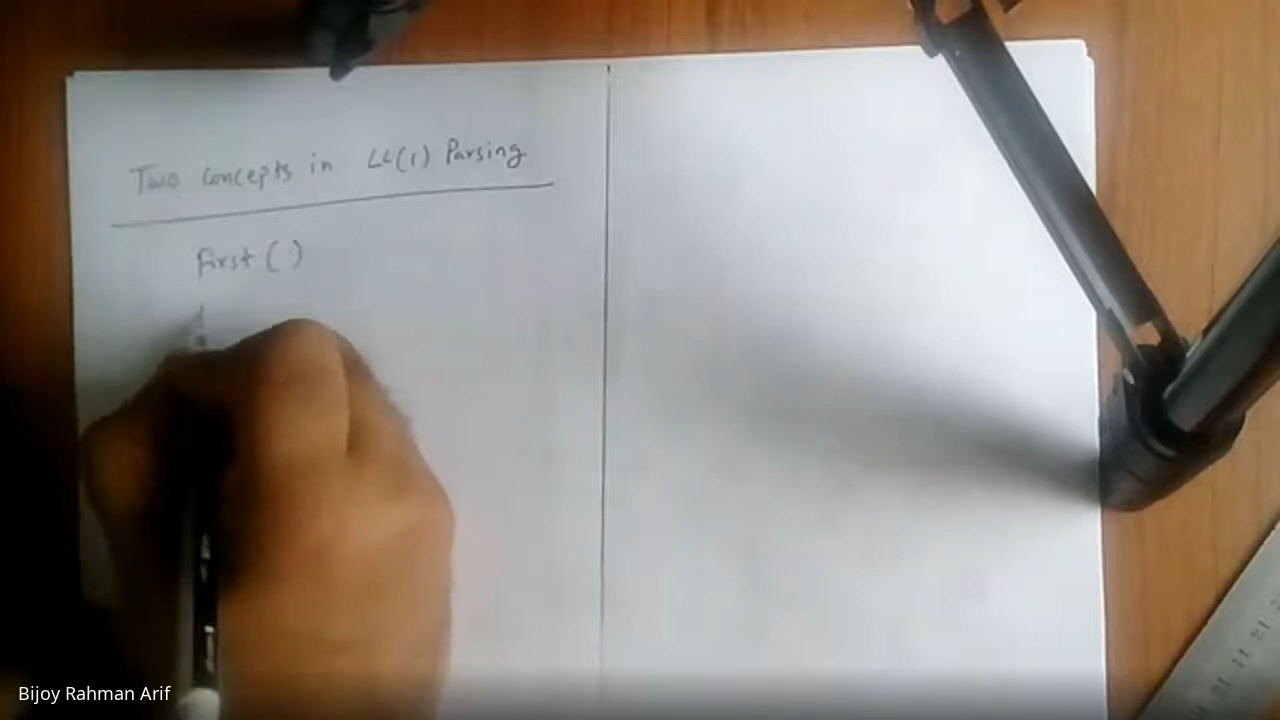 Two Concepts in LL(1) Parsing
First ( )
Bijoy Rahman Arif